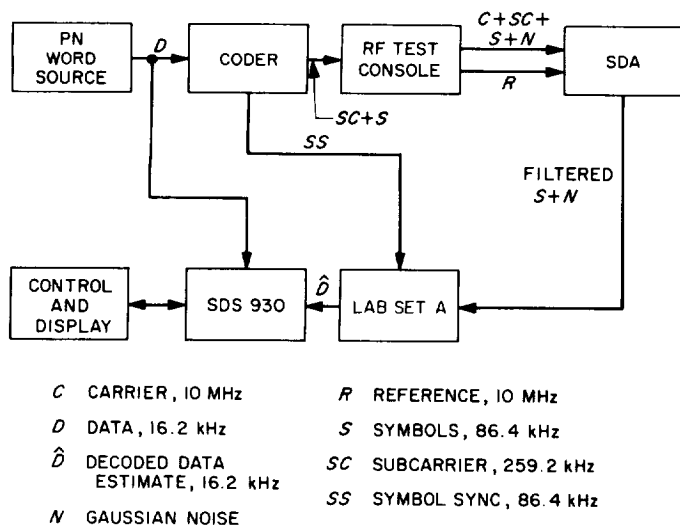 C+SC+
S+N
PN
WORD
SOURCE
D
CODER
RF TEST
CONSOLE
SDA
R
SC+S
SS
FILTERED
S+N
CONTROL
AND
DISPLAY
SDS 930
D̂
LAB SET A
C CARRIER, 10 MHz
D DATA, 16.2 kHz
D̂ DECODED DATA
ESTIMATE, 16.2 kHz
N GAUSSIAN NOISE
R REFERENCE, 10 MHz
S SYMBOLS, 86.4 kHz
SC SUBCARRIER, 259.2 kHz
SS SYMBOL SYNC, 86.4 kHz